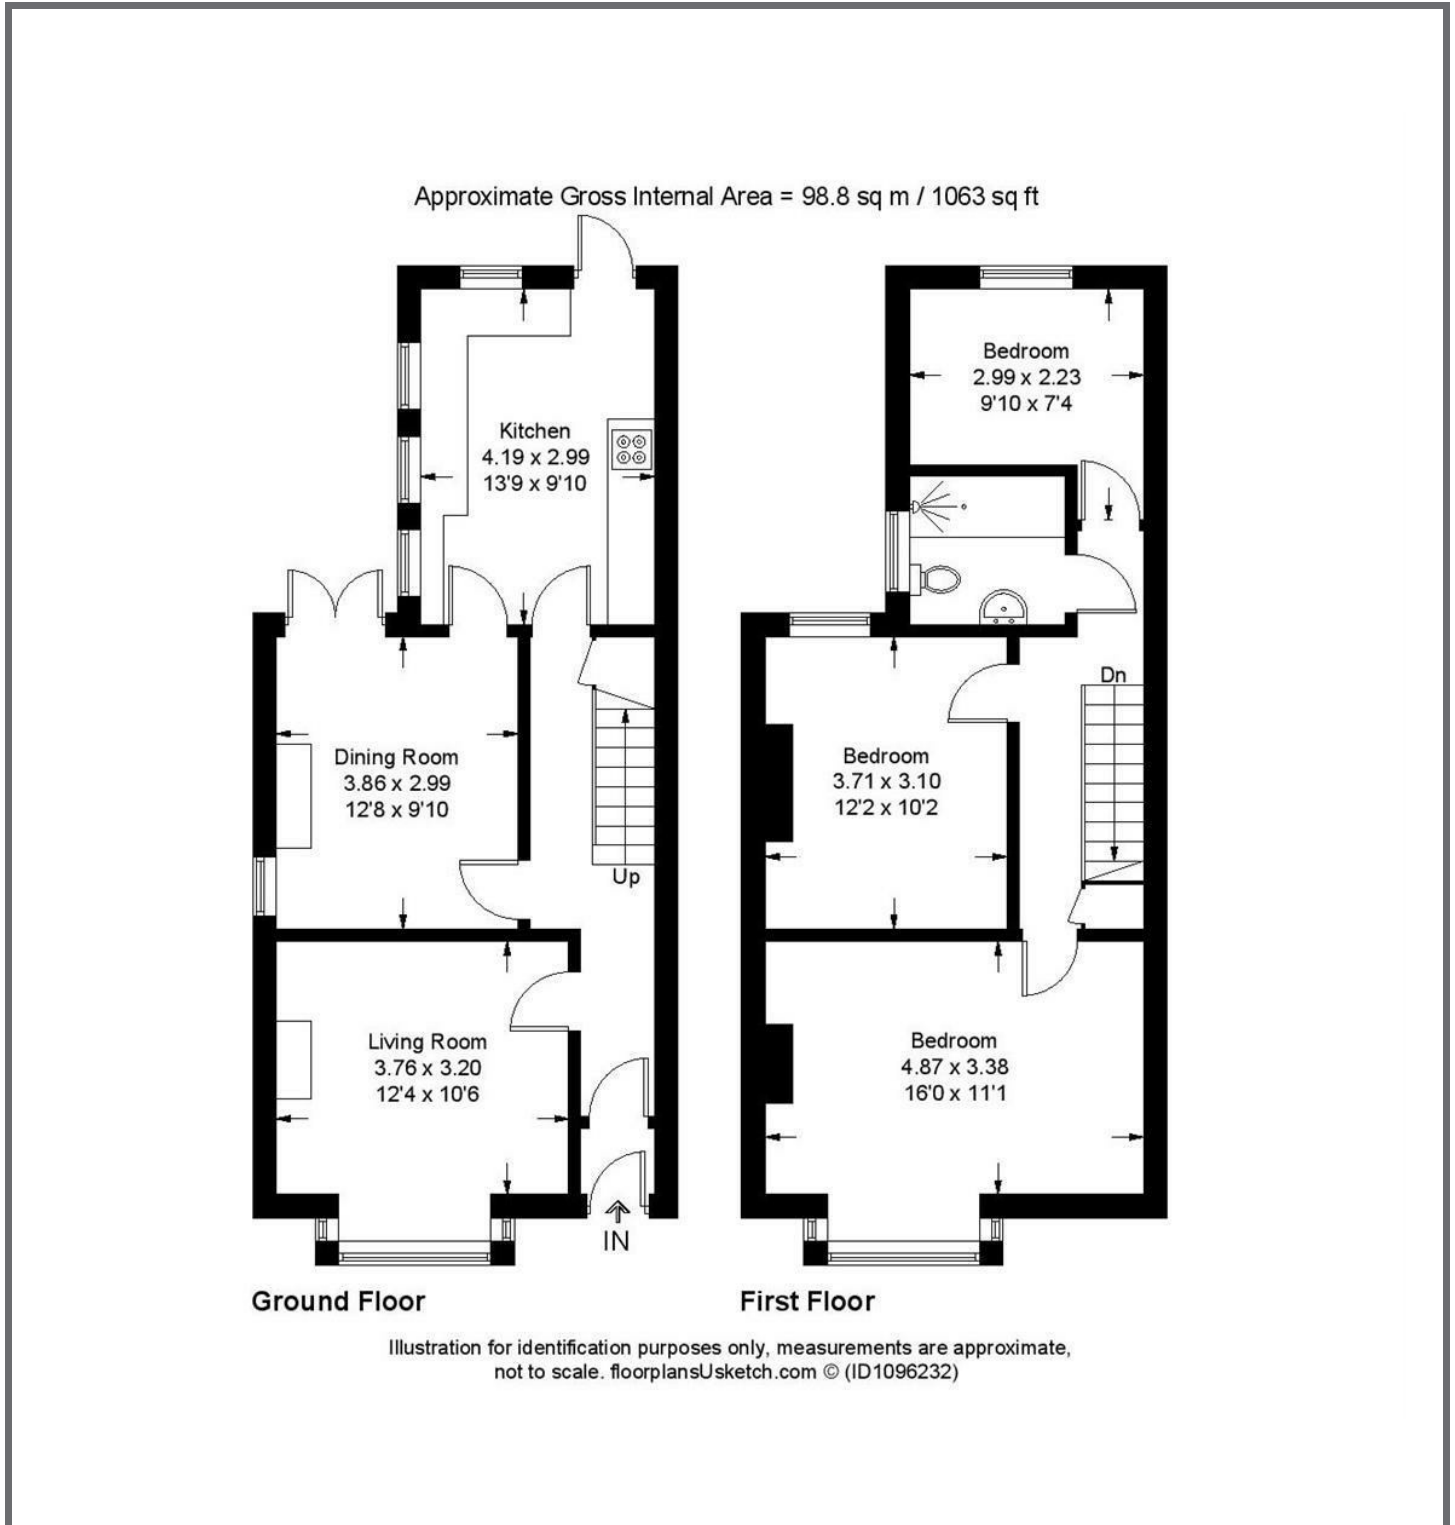 Approximate Gross Internal Area = 98.8 sq m / 1063 sq ft
Kitchen
4.19 x 2.99
13'9 x 9'10
Dining Room
3.86 x 2.99
12'8 x 9'10
Up
Living Room
3.76 x 3.20
12'4 x 10'6
IN
Ground Floor
Bedroom
2.99 x 2.23
9'10 x 7'4
Dn
Bedroom
3.71 x 3.10
12'2 x 10'2
Bedroom
4.87 x 3.38
16'0 x 11'1
First Floor
Illustration for identification purposes only, measurements are approximate,
not to scale. floorplansUsketch.com © (ID1096232)